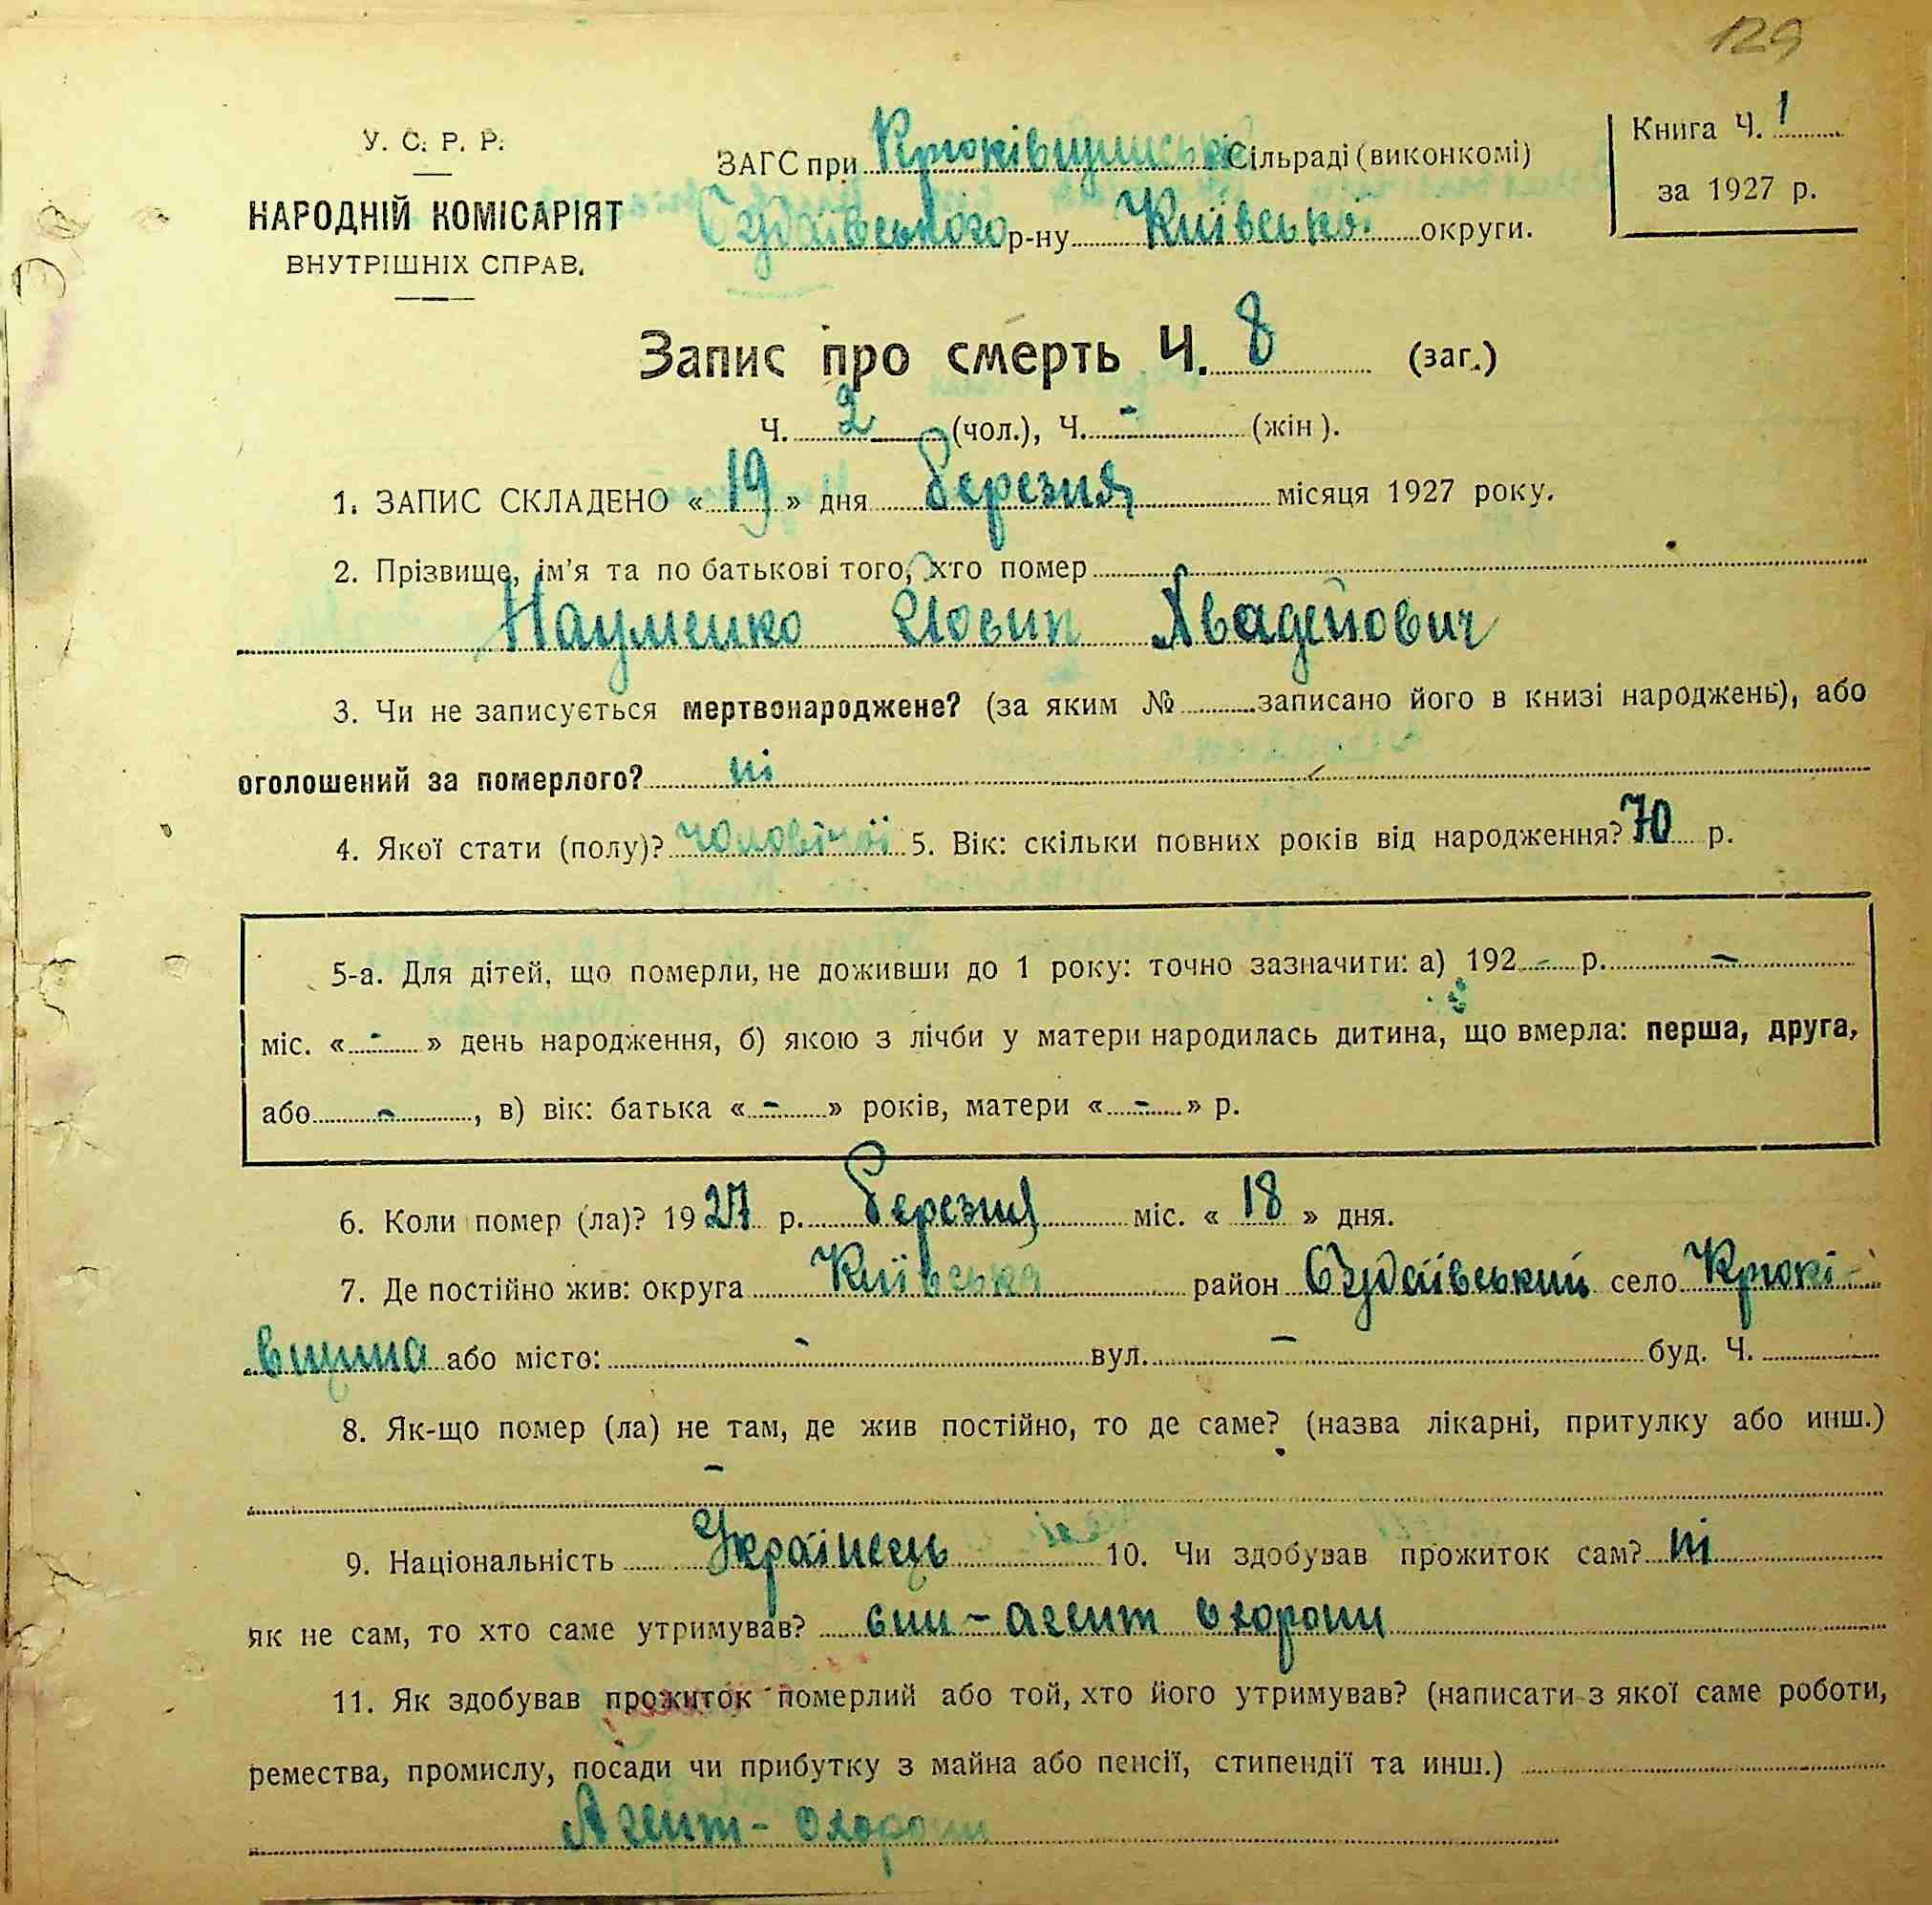 129
У. С. Р. Р.
НАРОДНІЙ КОМІСАРІЯТ
ВНУТРІШНІХ СПРАВ.
ЗАГС при Крюківщинській Сільраді (виконкомі)
Будаївського р-ну Київської округи.
Книга Ч. 1
за 1927 р.
Запис про смерть Ч. 8 (заг.)
Ч. 2 (чол.), Ч. - (жін).
1. ЗАПИС СКЛАДЕНО «19» дня Березня місяця 1927 року.
2. Прізвище, ім'я та по батькові того, хто помер
Науменко Йосип Хвадейович
3. Чи не записується мертвонароджене? (за яким № записано його в книзі народжень), або
оголошений за померлого? ні
4. Якої стати (полу)? чоловічої 5. Вік: скільки повних років від народження? 70 р.
5-а. Для дітей, що померли, не доживши до 1 року: точно зазначити: а) 192 - р. -
міс. « - » день народження, б) якою з лічби у матери народилась дитина, що вмерла: перша, друга,
або - , в) вік: батька « - » років, матери « - » р.
6. Коли помер (ла)? 1927 р. Березня міс. « 18 » дня.
7. Де постійно жив: округа Київська район Будаївський село Крюкі-
вщина або місто: - вул. - буд. Ч. -
8. Як-що помер (ла) не там, де жив постійно, то де саме? (назва лікарні, притулку або инш.)
-
9. Національність Українець 10. Чи здобував прожиток сам? ні
Як не сам, то хто саме утримував? син - агент охорони
11. Як здобував прожиток померлий або той, хто його утримував? (написати з якої саме роботи,
ремества, промислу, посади чи прибутку з майна або пенсії, стипендії та инш.)
Агент - охорони